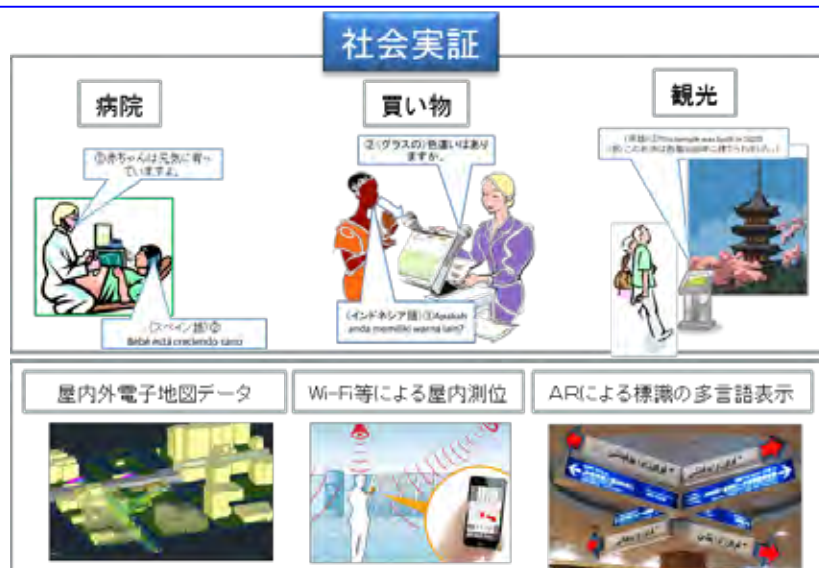 社会実証
病院
買い物
観光
①赤ちゃんは元気に育っ
ていますよ。
②(グラスの)色違いはあり
ますか。
(スペイン語)②
Bebé está creciendo sano
(インドネシア語)①Apakah
anda memiliki warna lain?
屋内外電子地図データ
Wi-Fi等による屋内測位
ARによる標識の多言語表示